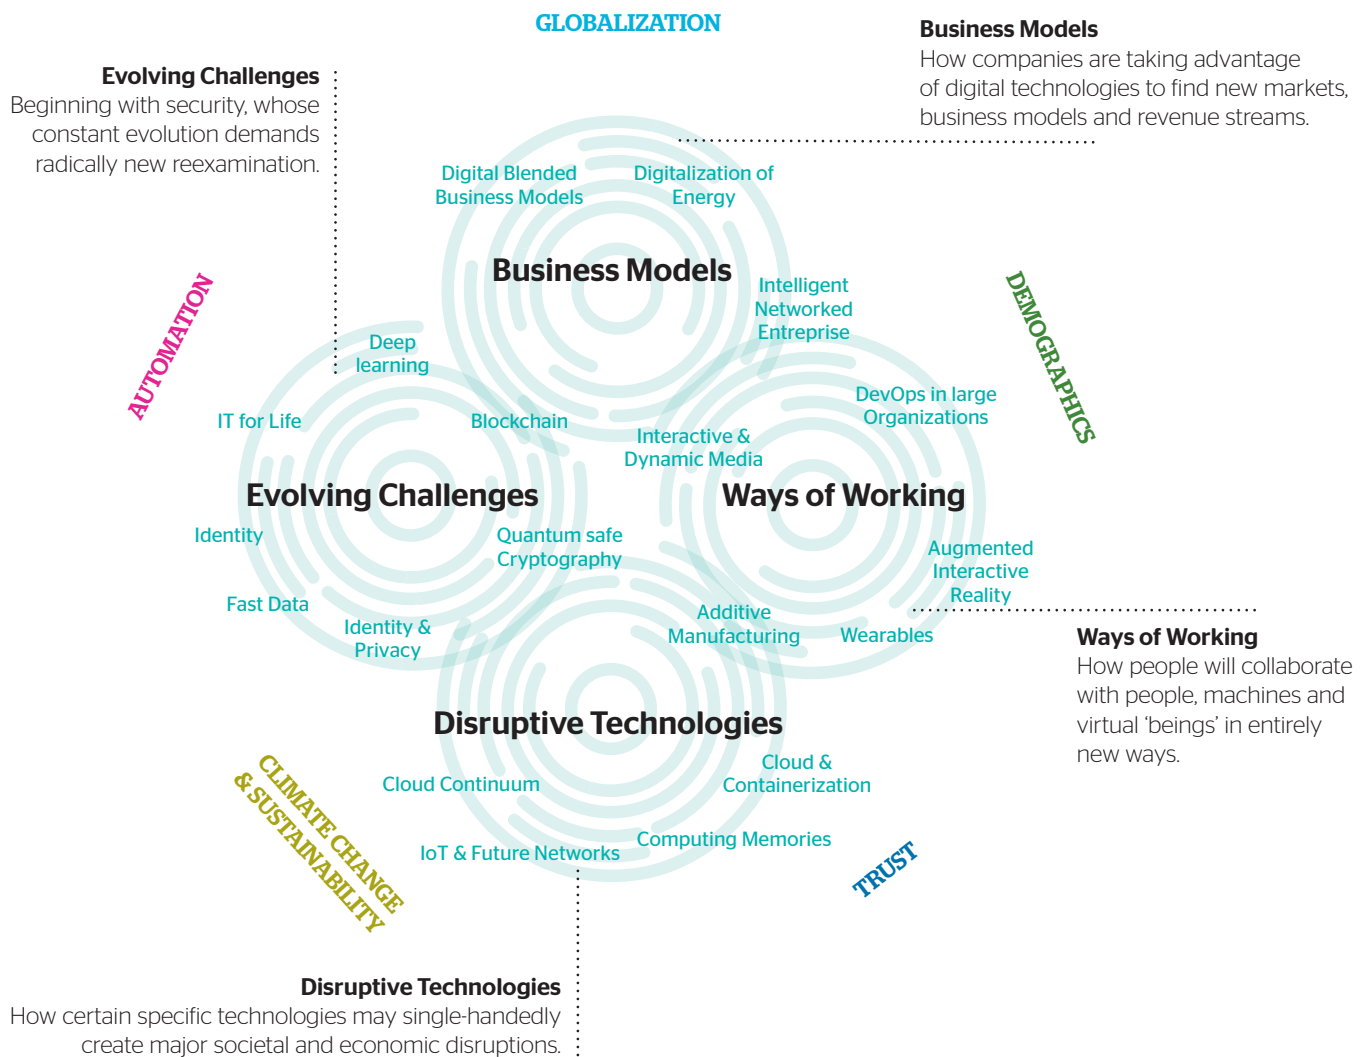 GLOBALIZATION
Business Models
How companies are taking advantage
of digital technologies to find new markets,
business models and revenue streams.
Evolving Challenges
Beginning with security, whose
constant evolution demands
radically new reexamination.
Digital Blended
Business Models
Digitalization of
Energy
Business Models
Intelligent
Networked
Entreprise
AUTOMATION
DEMOGRAPHICS
Deep
learning
IT for Life
Blockchain
Interactive &
Dynamic Media
DevOps in large
Organizations
Evolving Challenges
Ways of Working
Identity
Quantum safe
Cryptography
Augmented
Interactive
Reality
Fast Data
Identity &
Privacy
Additive
Manufacturing
Wearables
Ways of Working
How people will collaborate
with people, machines and
virtual ‘beings’ in entirely
new ways.
Disruptive Technologies
Cloud Continuum
Cloud &
Containerization
IoT & Future Networks
Computing Memories
CLIMATE CHANGE
& SUSTAINABILITY
TRUST
Disruptive Technologies
How certain specific technologies may single-handedly
create major societal and economic disruptions.